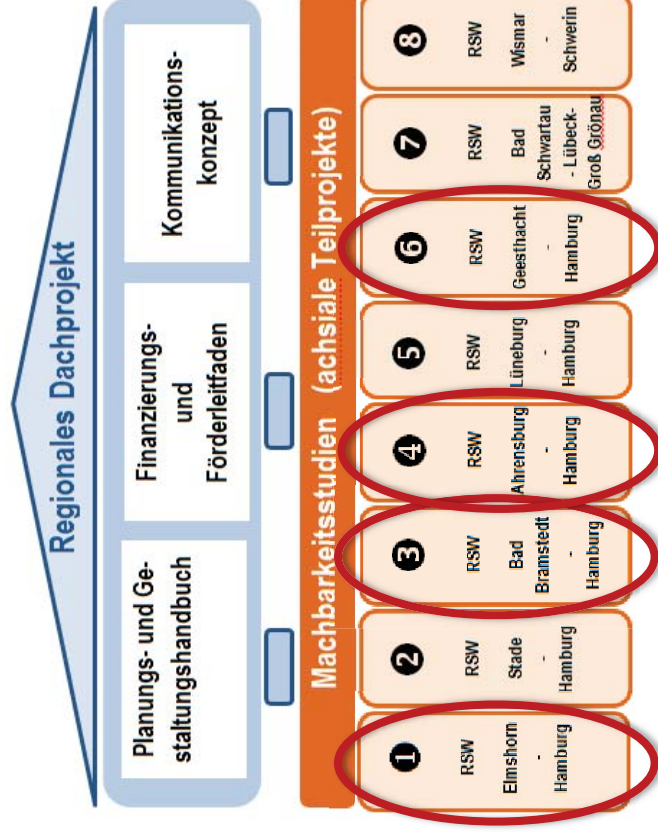 Regionales Dachprojekt
Planungs- und Ge-
staltungshandbuch
Finanzierungs-
und
Förderleitfaden
Kommunikations-
konzept
Machbarkeitsstudien (achsiale Teilprojekte)
1
RSW
Elmshorn
-
Hamburg
2
RSW
Stade
-
Hamburg
3
RSW
Bad
Bramstedt
-
Hamburg
4
RSW
Ahrensburg
-
Hamburg
5
RSW
Lüneburg
-
Hamburg
6
RSW
Geesthacht
-
Hamburg
7
RSW
Bad
Schwartau
- Lübeck-
Groß Grönau
8
RSW
Wismar
-
Schwerin